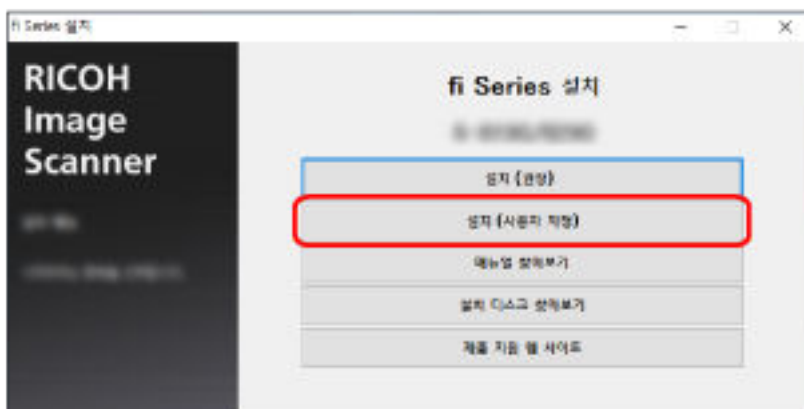 fi Series 설치
RICOH
Image
Scanner
fi Series 설치
설치 (권장)
설치 (사용자 지정)
매뉴얼 찾아보기
설치 디스크 찾아보기
제품 지원 웹 사이트